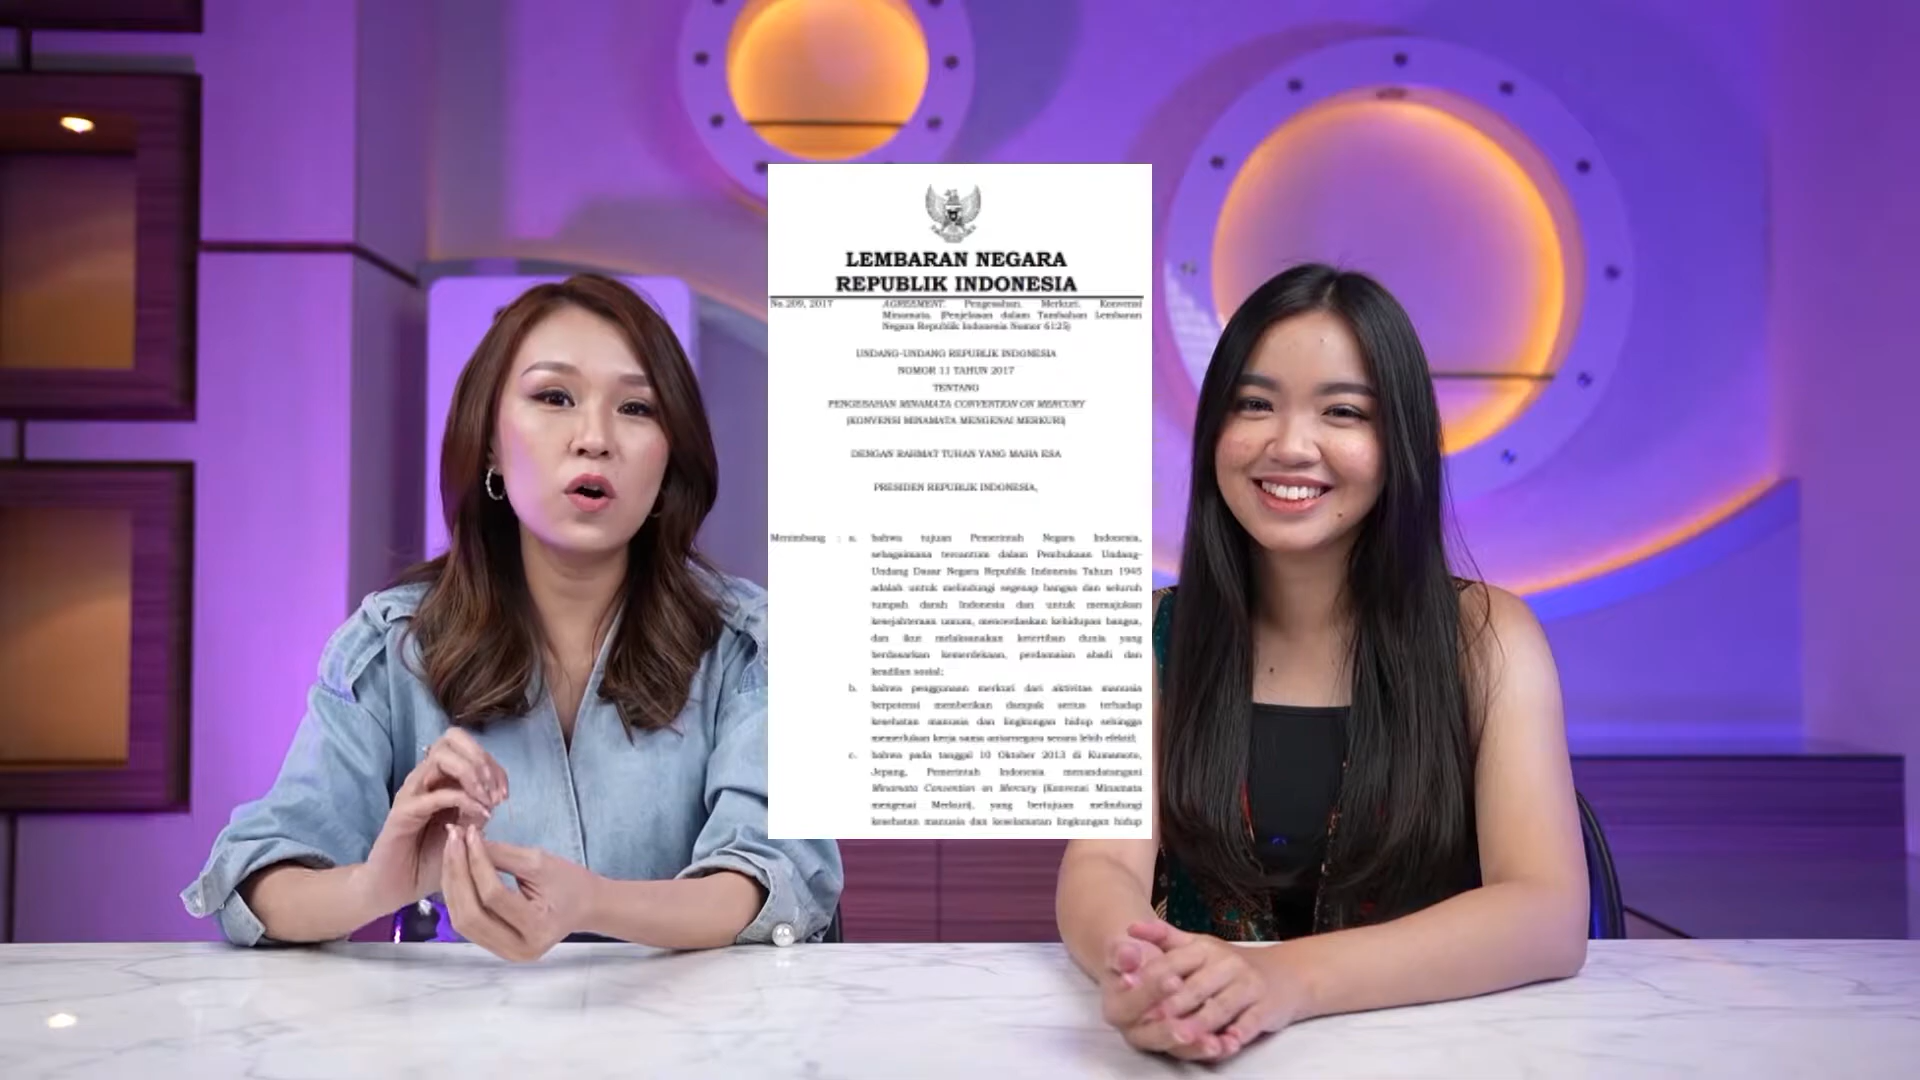 LEMBARAN NEGARA
REPUBLIK INDONESIA
No.209, 2017
AGREEMENT. Pengesahan. Merkuri. Konvensi
Minamata. (Penjelasan dalam Tambahan Lembaran
Negara Republik Indonesia Nomor 6125)
UNDANG-UNDANG REPUBLIK INDONESIA
NOMOR 11 TAHUN 2017
TENTANG
PENGESAHAN MINAMATA CONVENTION ON MERCURY
(KONVENSI MINAMATA MENGENAI MERKURI)
DENGAN RAHMAT TUHAN YANG MAHA ESA
PRESIDEN REPUBLIK INDONESIA,
Menimbang : a. bahwa tujuan Pemerintah Negara Indonesia,
sebagaimana tercantum dalam Pembukaan Undang-
Undang Dasar Negara Republik Indonesia Tahun 1945
adalah untuk melindungi segenap bangsa dan seluruh
tumpah darah Indonesia dan untuk memajukan
kesejahteraan umum, mencerdaskan kehidupan bangsa,
dan ikut melaksanakan ketertiban dunia yang
berdasarkan kemerdekaan, perdamaian abadi dan
keadilan sosial;
b. bahwa penggunaan merkuri dari aktivitas manusia
berpotensi memberikan dampak serius terhadap
kesehatan manusia dan lingkungan hidup sehingga
memerlukan kerja sama antarnegara secara lebih efektif;
c. bahwa pada tanggal 10 Oktober 2013 di Kumamoto,
Jepang, Pemerintah Indonesia menandatangani
Minamata Convention on Mercury (Konvensi Minamata
mengenai Merkuri), yang bertujuan melindungi
kesehatan manusia dan keselamatan lingkungan hidup